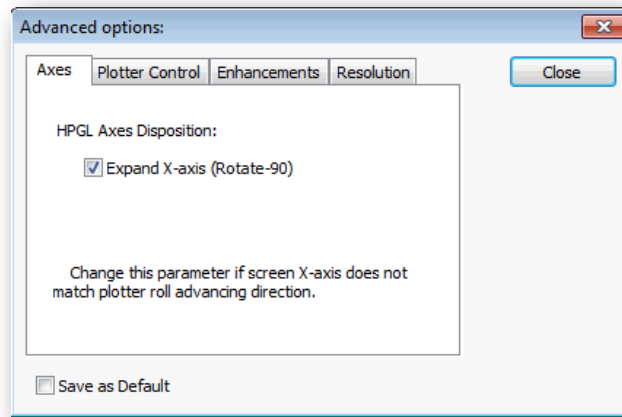 Advanced options:
Axes Plotter Control Enhancements Resolution Close
HPGL Axes Disposition:
Expand X-axis (Rotate-90)
Change this parameter if screen X-axis does not
match plotter roll advancing direction.
Save as Default